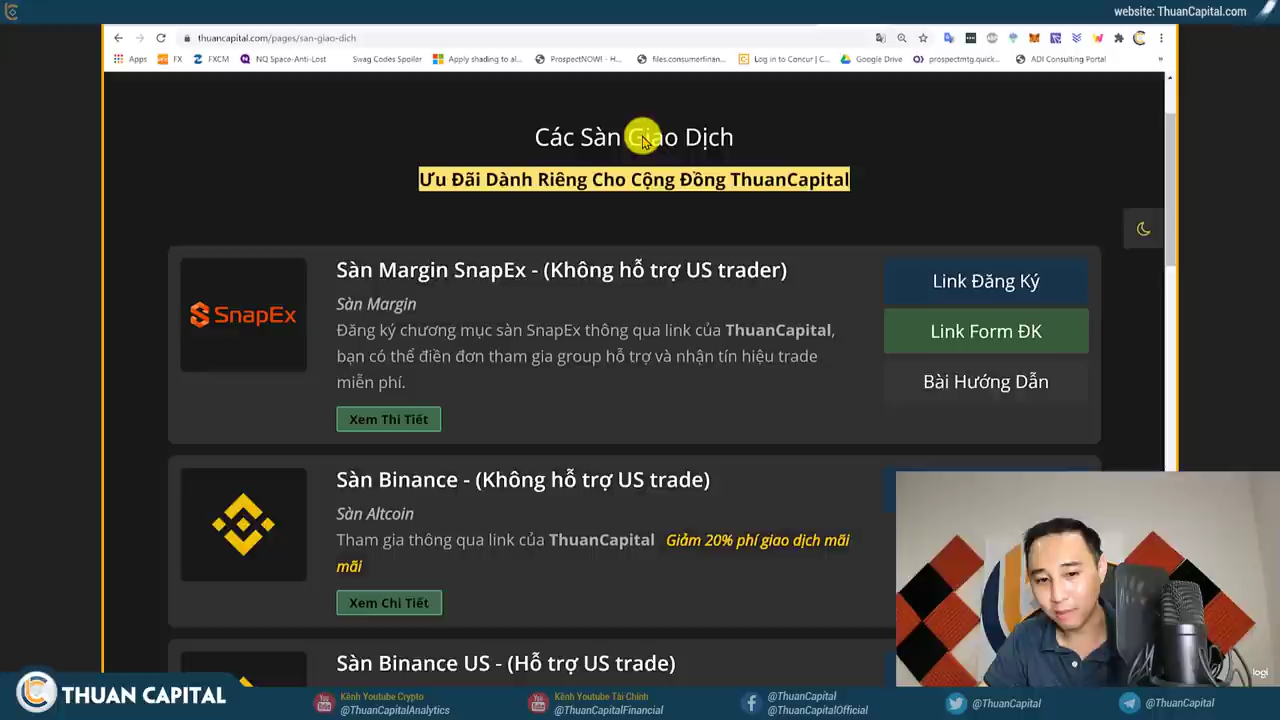 website: ThuanCapital.com
thuancapital.com/pages/san-giao-dich
Apps
FX
FXCM
NQ Space-Anti-Lost
Swag Codes Spoiler
Apply shading to al...
ProspectNOW! - H...
files.consumerfinan...
Log in to Concur | C...
Google Drive
prospectmtg.quick...
ADI Consulting Portal
»
Các Sàn Giao Dịch
Ưu Đãi Dành Riêng Cho Cộng Đồng ThuanCapital
SnapEx
Sàn Margin SnapEx - (Không hỗ trợ US trader)
Sàn Margin
Đăng ký chương mục sàn SnapEx thông qua link của ThuanCapital,
bạn có thể điền đơn tham gia group hỗ trợ và nhận tín hiệu trade
miễn phí.
Xem Thi Tiết
Link Đăng Ký
Link Form ĐK
Bài Hướng Dẫn
Sàn Binance - (Không hỗ trợ US trade)
Sàn Altcoin
Tham gia thông qua link của ThuanCapital Giảm 20% phí giao dịch mãi
mãi
Xem Chi Tiết
Sàn Binance US - (Hỗ trợ US trade)
logi
THUAN CAPITAL
Kênh Youtube Crypto
@ThuanCapitalAnalytics
Kênh Youtube Tài Chính
@ThuanCapitalFinancial
@ThuanCapital
@ThuanCapitalOfficial
@ThuanCapital
@ThuanCapital